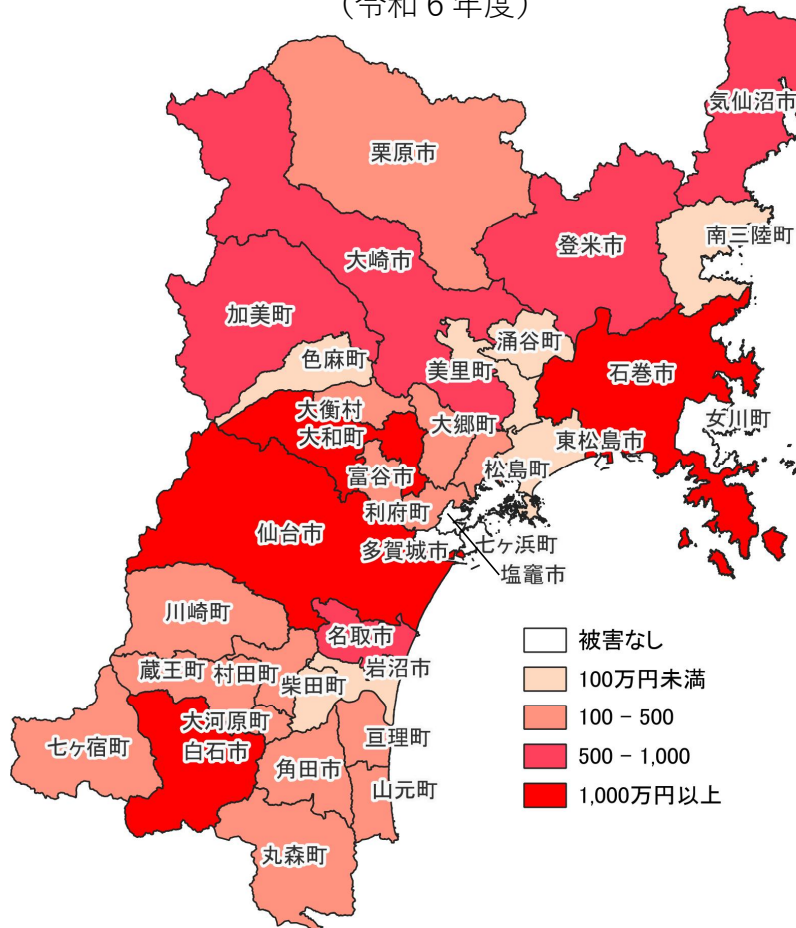 (令和6年度)
気仙沼市
栗原市
南三陸町
登米市
大崎市
加美町
涌谷町
色麻町
美里町
石巻市
大衡村
女川町
大郷町
大和町
東松島市
松島町
富谷市
利府町
仙台市
多賀城市
七ヶ浜町
塩竈市
川崎町
名取市
被害なし
岩沼市
蔵王町
村田町
柴田町
100万円未満
大河原町
100 - 500
亘理町
七ヶ宿町
白石市
500 - 1,000
角田市
山元町
1,000万円以上
丸森町